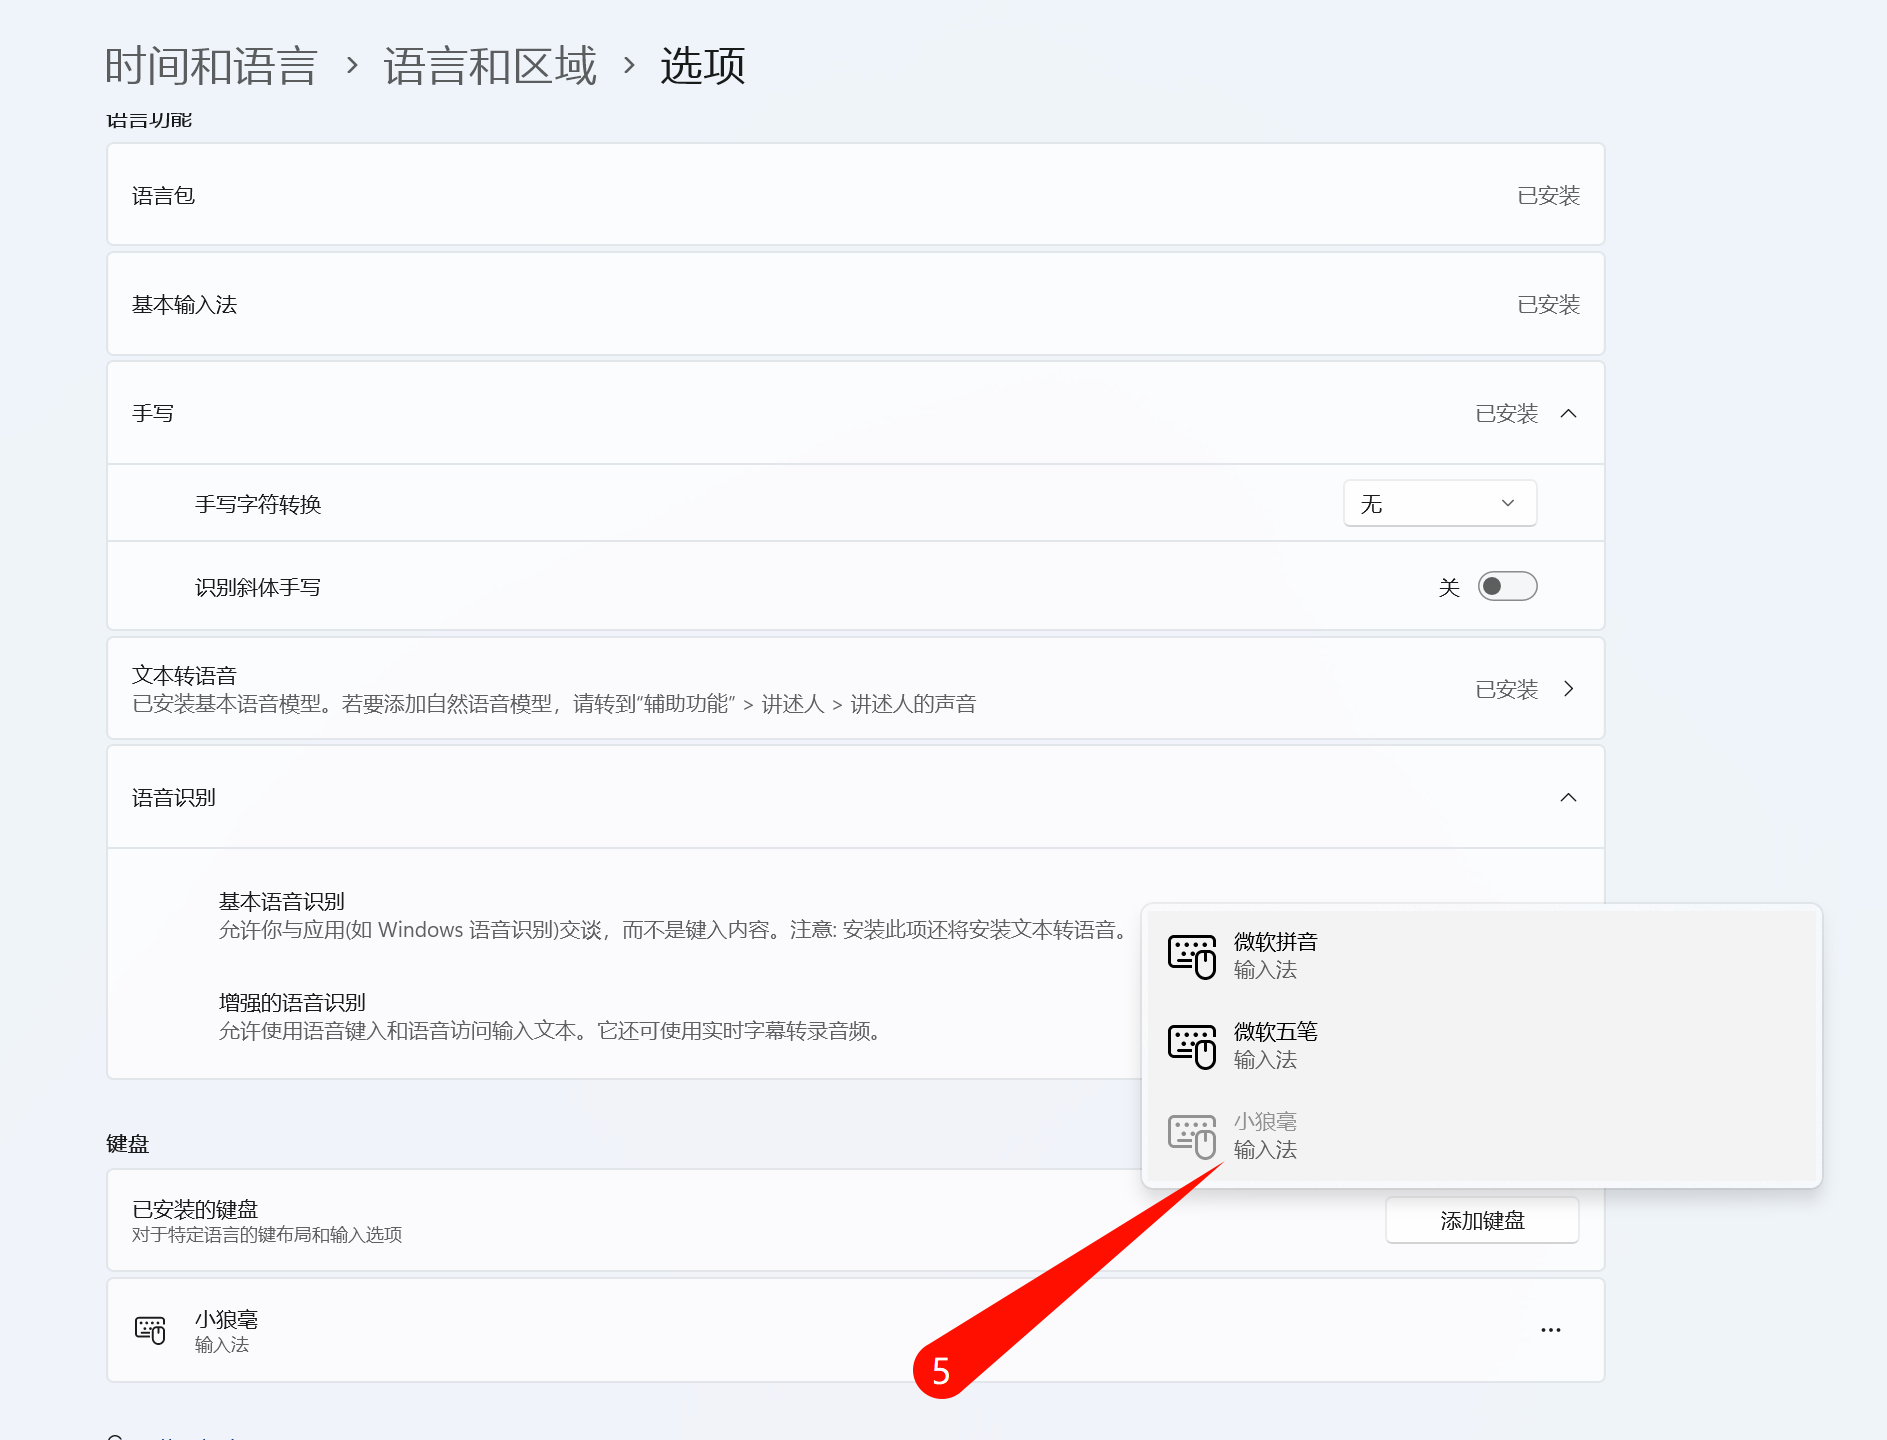 时间和语言 › 语言和区域 › 选项
语言功能
语言包
已安装
基本输入法
已安装
手写
已安装
手写字符转换
无
识别斜体手写
关
文本转语音
已安装基本语音模型。若要添加自然语音模型，请转到“辅助功能” > 讲述人 > 讲述人的声音
已安装
语音识别
基本语音识别
允许你与应用(如 Windows 语音识别)交谈，而不是键入内容。注意: 安装此项还将安装文本转语音。
增强的语音识别
允许使用语音键入和语音访问输入文本。它还可使用实时字幕转录音频。
微软拼音
输入法
微软五笔
输入法
小狼毫
输入法
键盘
已安装的键盘
对于特定语言的键布局和输入选项
添加键盘
小狼毫
输入法
5